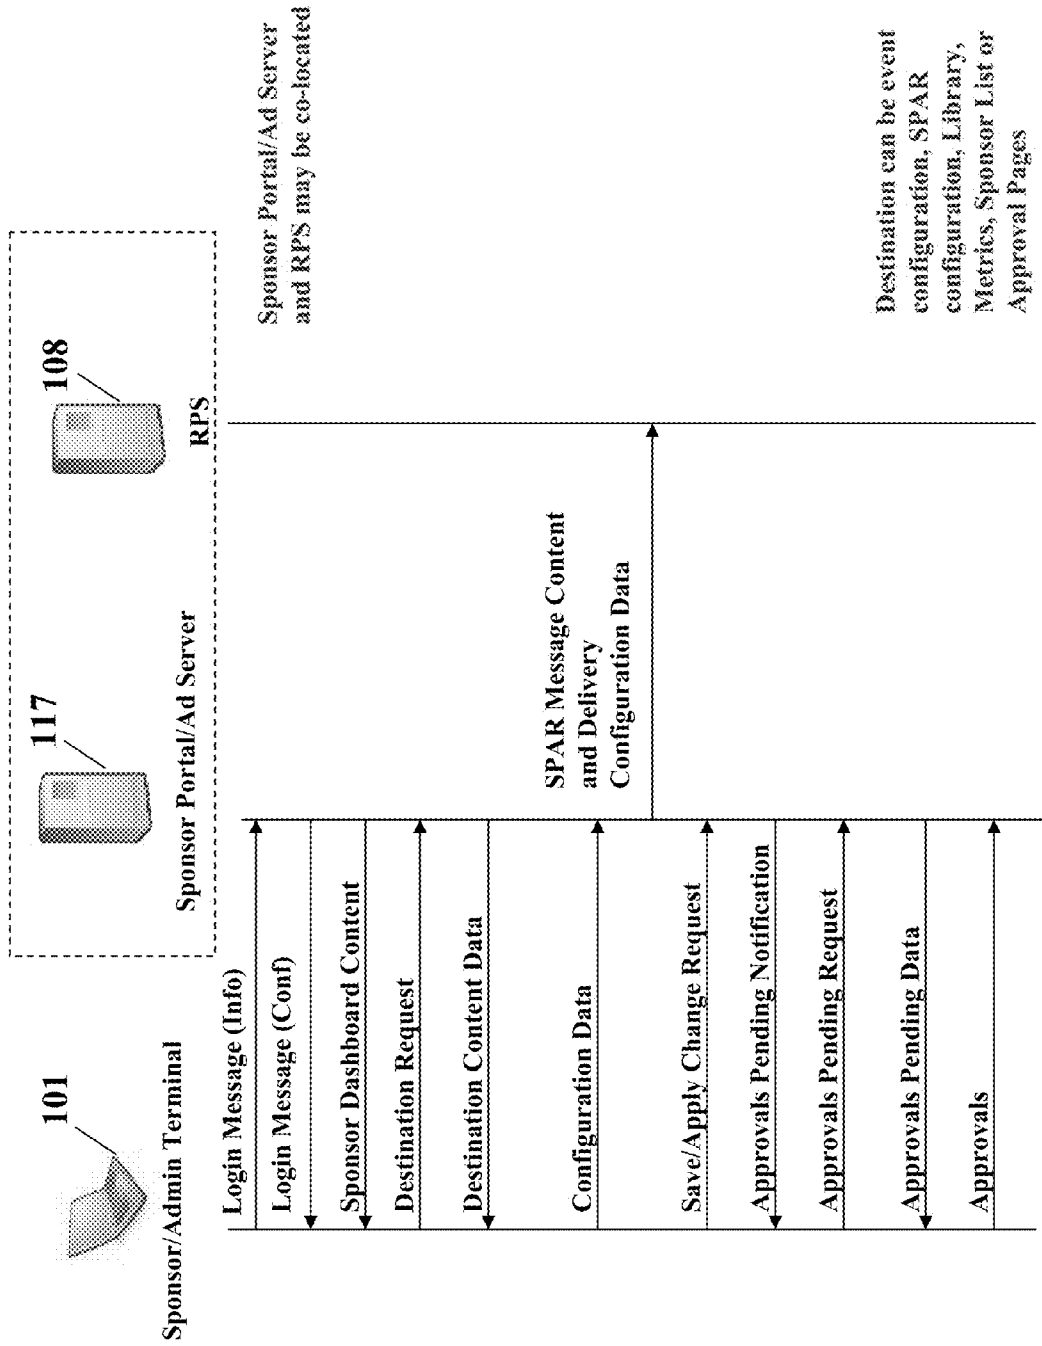 101
Sponsor/Admin Terminal
117
Sponsor Portal/Ad Server
108
RPS
Sponsor Portal/Ad Server
and RPS may be co-located
Login Message (Info)
Login Message (Conf)
Sponsor Dashboard Content
Destination Request
Destination Content Data
Configuration Data
SPAR Message Content
and Delivery
Configuration Data
Save/Apply Change Request
Approvals Pending Notification
Approvals Pending Request
Approvals Pending Data
Approvals
Destination can be event
configuration, SPAR
configuration, Library,
Metrics, Sponsor List or
Approval Pages